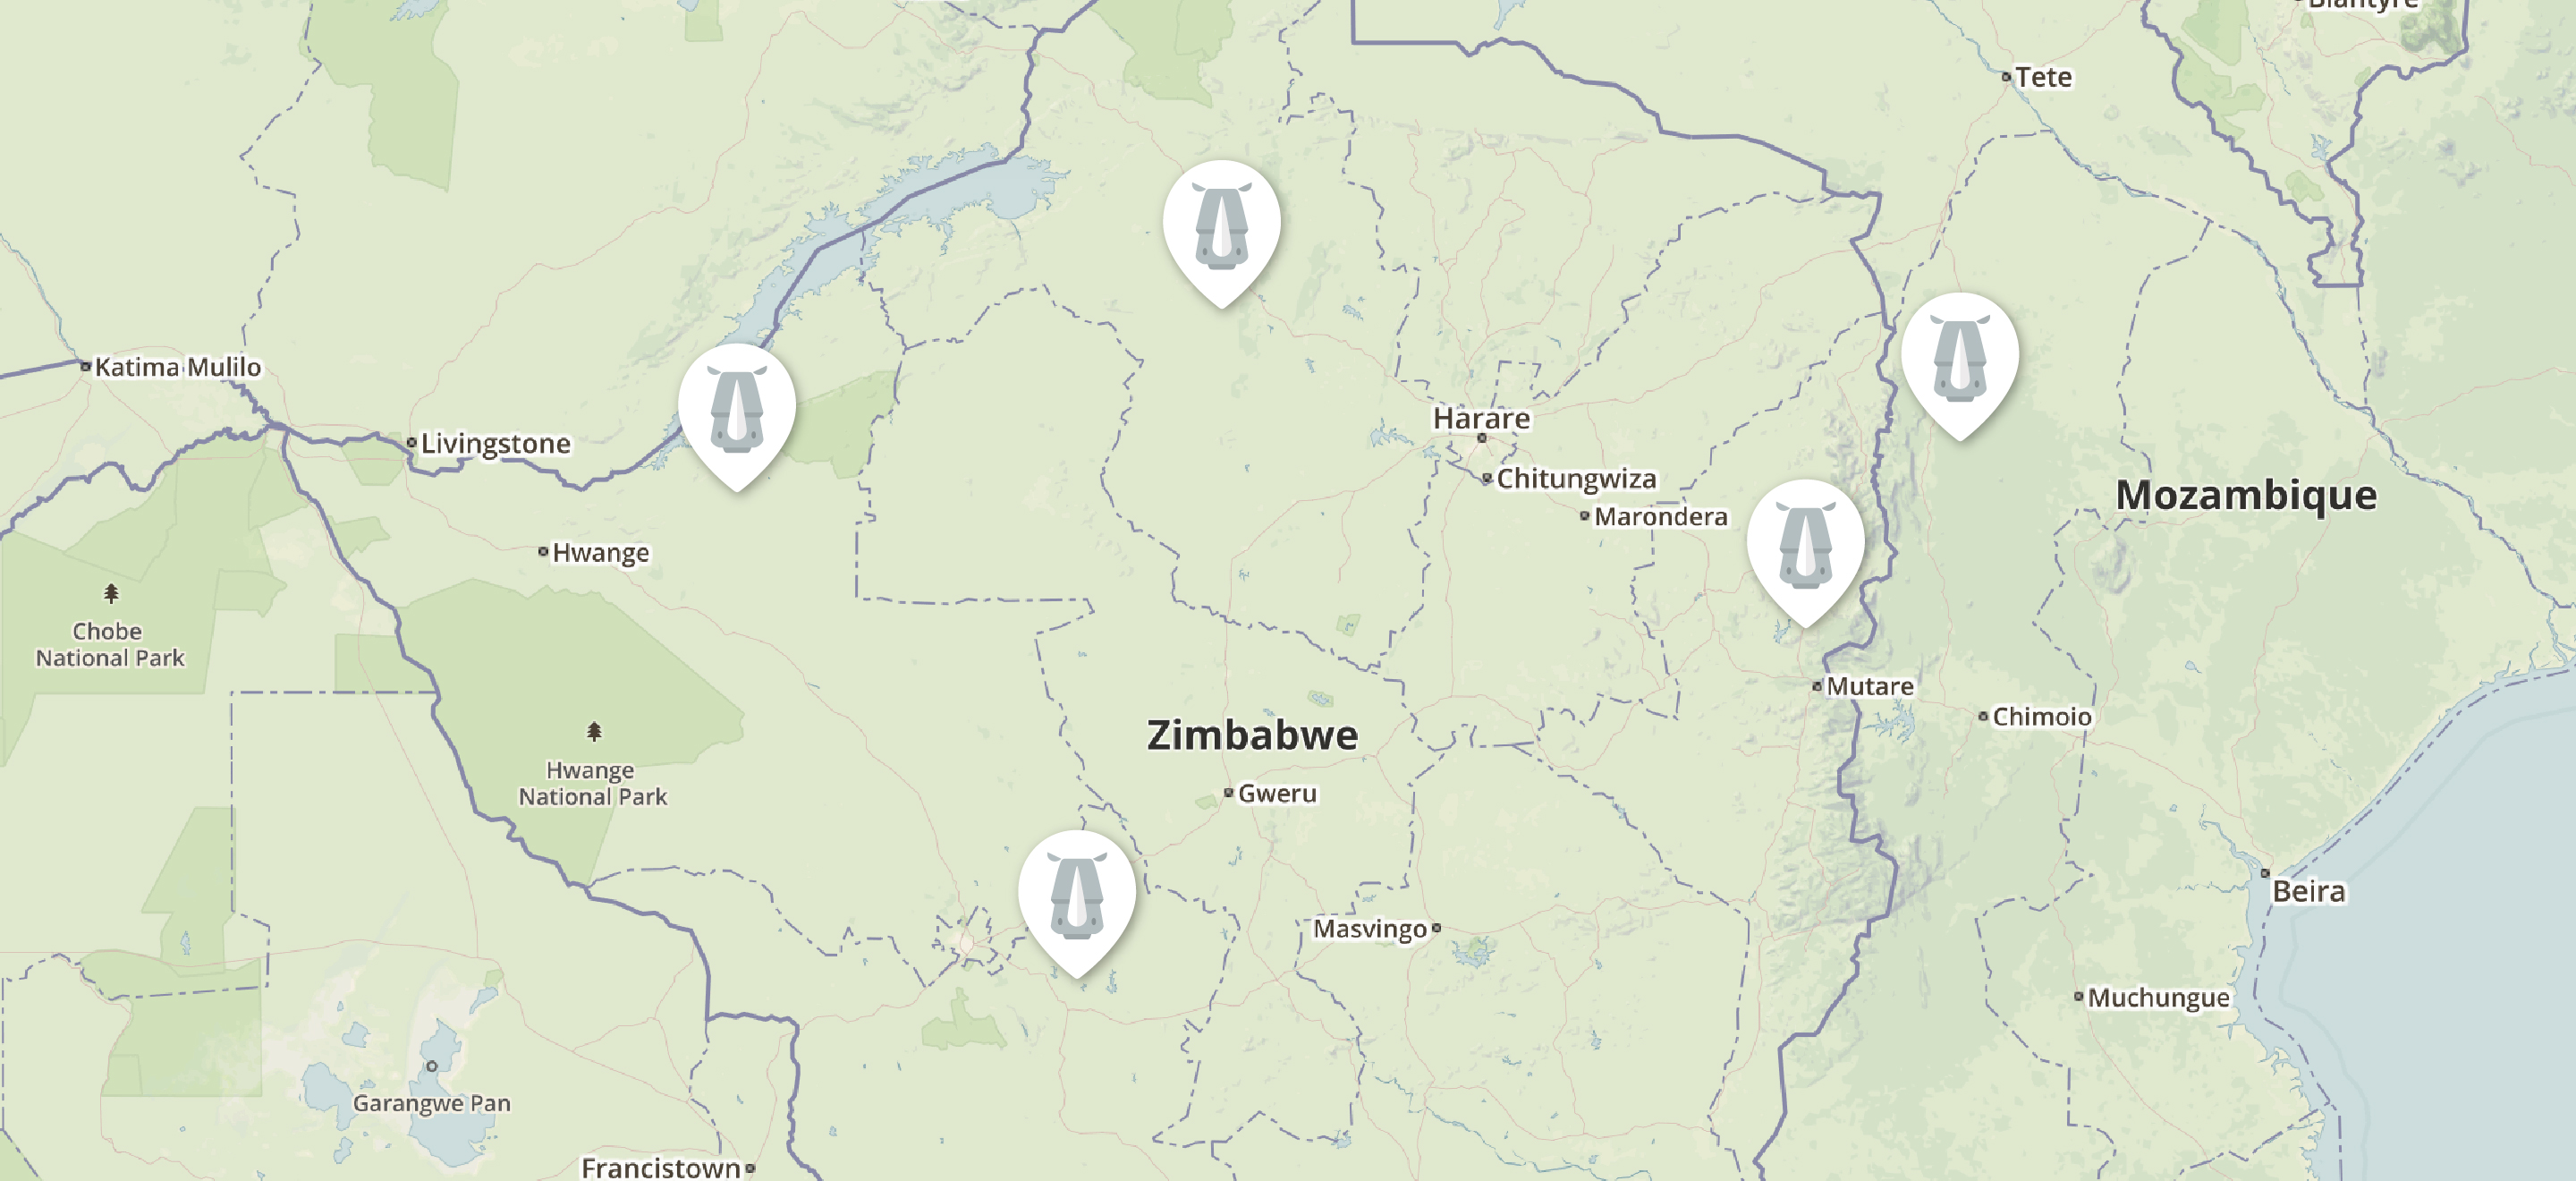 Blantyre
Tete
Katima Mulilo
Harare
Livingstone
Chitungwiza
Mozambique
Marondera
Hwange
Chobe
National Park
Mutare
Chimoio
Zimbabwe
Hwange
National Park
Gweru
Beira
Masvingo
Muchungue
Garangwe Pan
Francistown